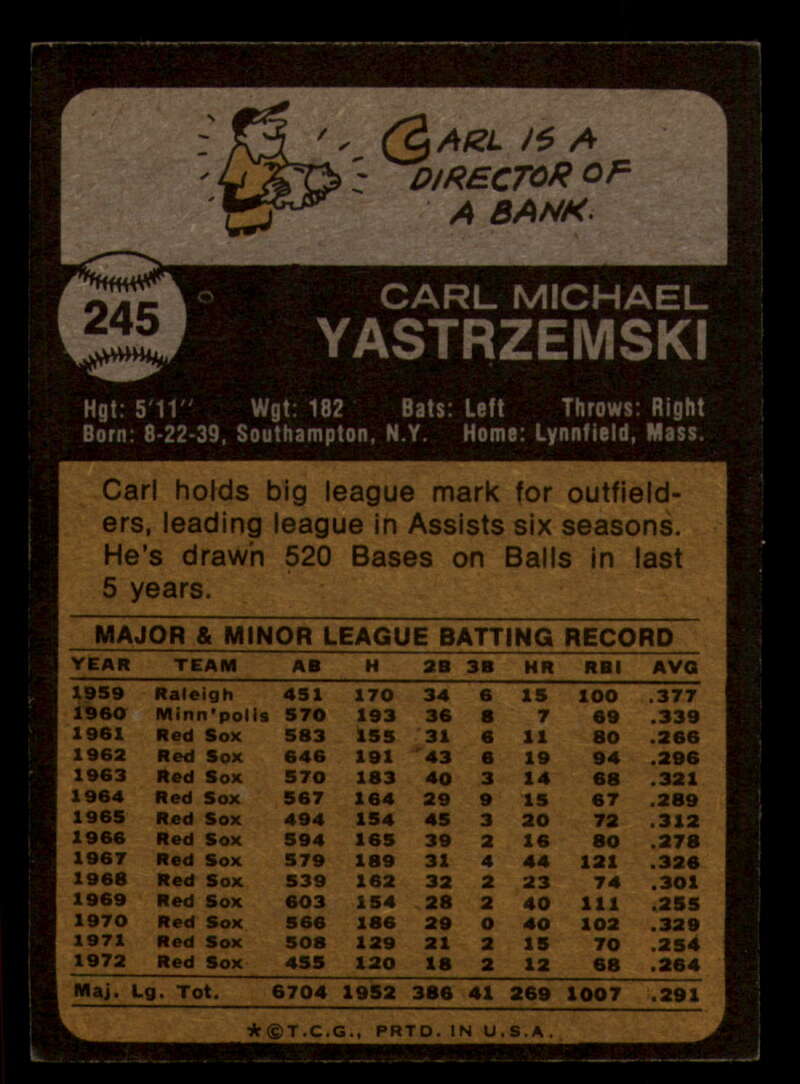 CARL IS A
DIRECTOR OF
A BANK.
245
CARL MICHAEL
YASTRZEMSKI
Hgt: 5'11" Wgt: 182 Bats: Left Throws: Right
Born: 8-22-39, Southampton, N.Y. Home: Lynnfield, Mass.
Carl holds big league mark for outfield-
ers, leading league in Assists six seasons.
He's drawn 520 Bases on Balls in last
5 years.
MAJOR & MINOR LEAGUE BATTING RECORD
YEAR TEAM AB H 2B 3B HR RBI AVG
1959 Raleigh 451 170 34 6 15 100 .377
1960 Minn'polis 570 193 36 8 7 69 .339
1961 Red Sox 583 155 31 6 11 80 .266
1962 Red Sox 646 191 43 6 19 94 .296
1963 Red Sox 570 183 40 3 14 68 .321
1964 Red Sox 567 164 29 9 15 67 .289
1965 Red Sox 494 154 45 3 20 72 .312
1966 Red Sox 594 165 39 2 16 80 .278
1967 Red Sox 579 189 31 4 44 121 .326
1968 Red Sox 539 162 32 2 23 74 .301
1969 Red Sox 603 154 28 2 40 111 .255
1970 Red Sox 566 186 29 0 40 102 .329
1971 Red Sox 508 129 21 2 15 70 .254
1972 Red Sox 455 120 18 2 12 68 .264
Maj. Lg. Tot. 6704 1952 386 41 269 1007 .291
*©T.C.G., PRTD. IN U.S.A.